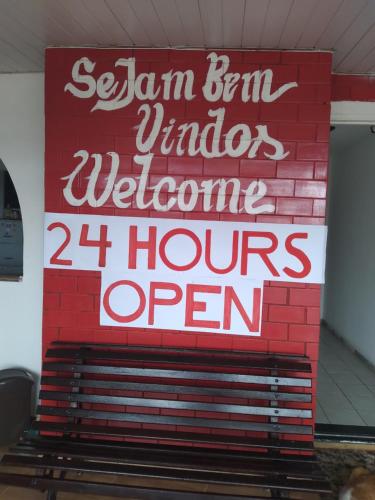 SeJam Bem
Vindos
Welcome
24 HOURS
OPEN